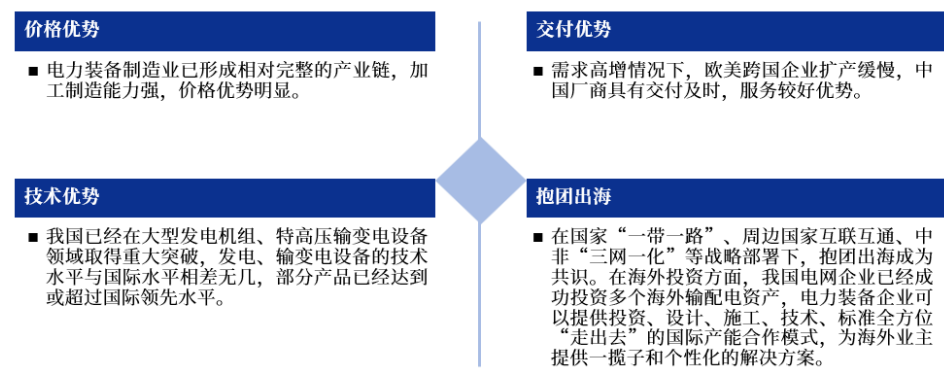 价格优势
■ 电力装备制造业已形成相对完整的产业链，加
工制造能力强，价格优势明显。
交付优势
■ 需求高增情况下，欧美跨国企业扩产缓慢，中
国厂商具有交付及时，服务较好优势。
技术优势
■ 我国已经在大型发电机组、特高压输变电设备
领域取得重大突破，发电、输变电设备的技术
水平与国际水平相差无几，部分产品已经达到
或超过国际领先水平。
抱团出海
■ 在国家“一带一路”、周边国家互联互通、中
非“三网一化”等战略部署下，抱团出海成为
共识。在海外投资方面，我国电网企业已经成
功投资多个海外输配电资产，电力装备企业可
以提供投资、设计、施工、技术、标准全方位
“走出去”的国际产能合作模式，为海外业主
提供一揽子和个性化的解决方案。